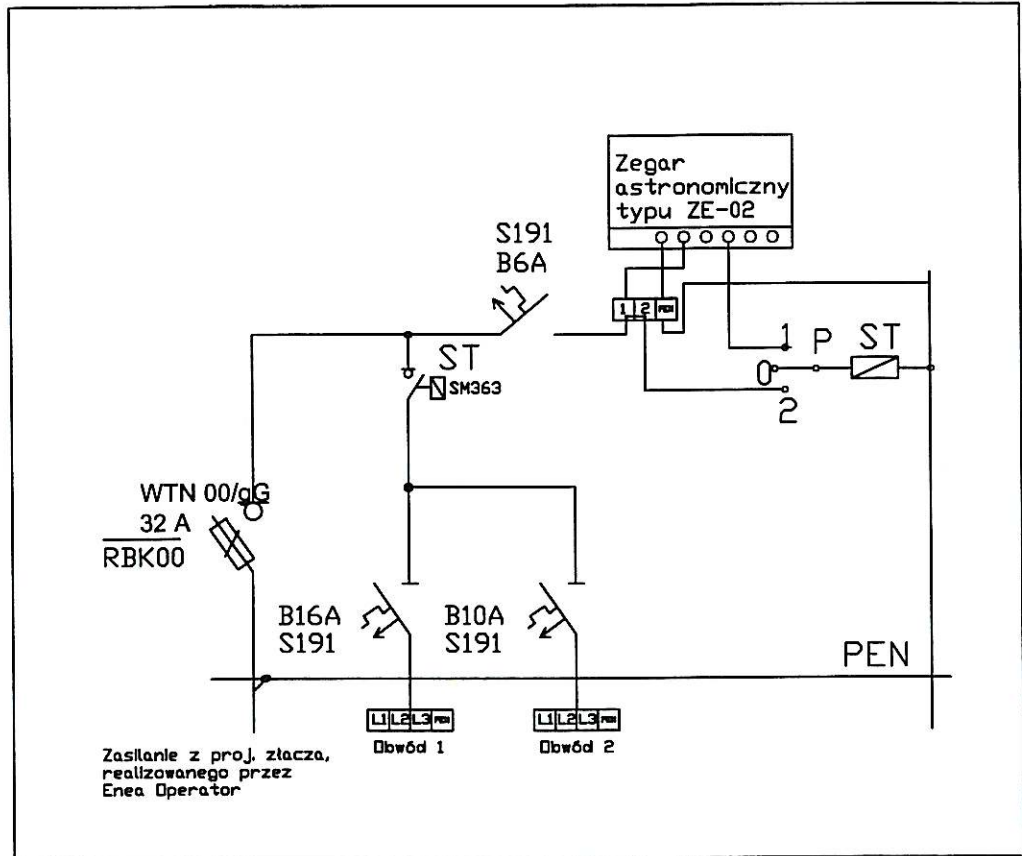 Zegar
astronomiczny
typu ZE-02
S191
B6A
1 2 PEN
1 P ST
2
ST
SM363
WTN 00/gG
32 A
RBK00
B16A
S191
B10A
S191
PEN
L1 L2 L3 PEN
Obwód 1
L1 L2 L3 PEN
Obwód 2
Zasilanie z proj. złacza,
realizowanego przez
Enea Operator